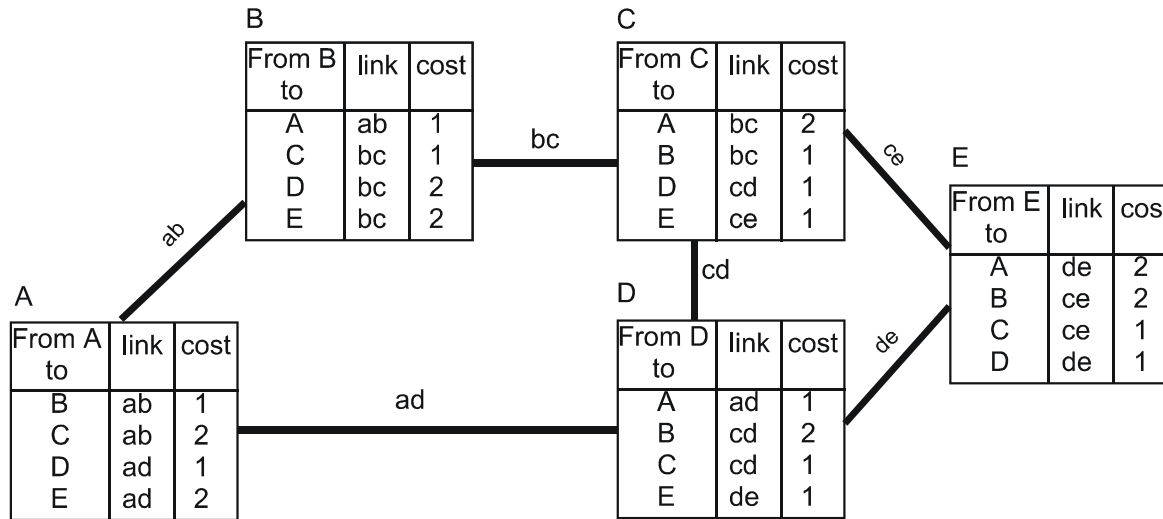 B
From B to link cost
A ab 1
C bc 1
D bc 2
E bc 2
bc
C
From C to link cost
A bc 2
B bc 1
D cd 1
E ce 1
ce
E
From E to link cost
A de 2
B ce 2
C ce 1
D de 1
ab
cd
A
From A to link cost
B ab 1
C ab 2
D ad 1
E ad 2
ad
D
From D to link cost
A ad 1
B cd 2
C cd 1
E de 1
de